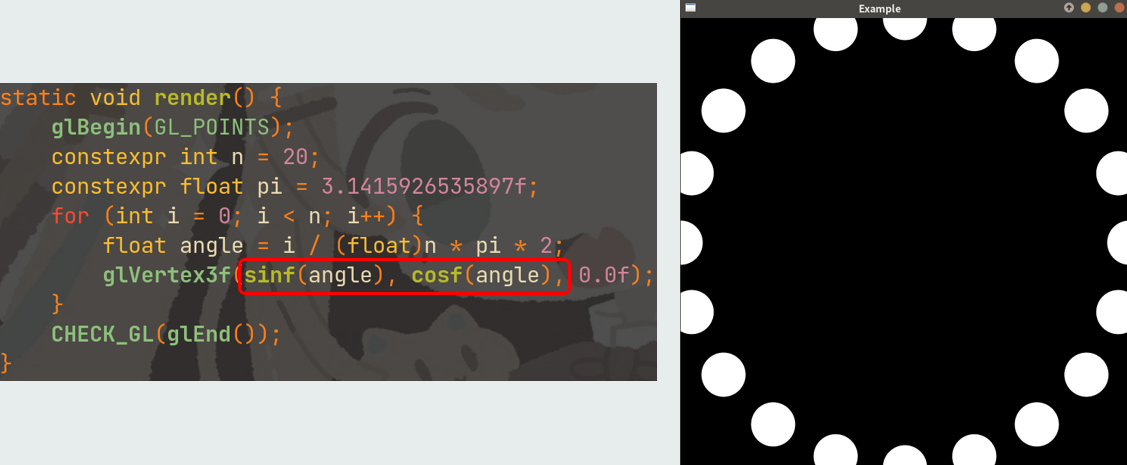 static void render() {
    glBegin(GL_POINTS);
    constexpr int n = 20;
    constexpr float pi = 3.1415926535897f;
    for (int i = 0; i < n; i++) {
        float angle = i / (float)n * pi * 2;
        glVertex3f(sinf(angle), cosf(angle), 0.0f);
    }
    CHECK_GL(glEnd());
}
Example